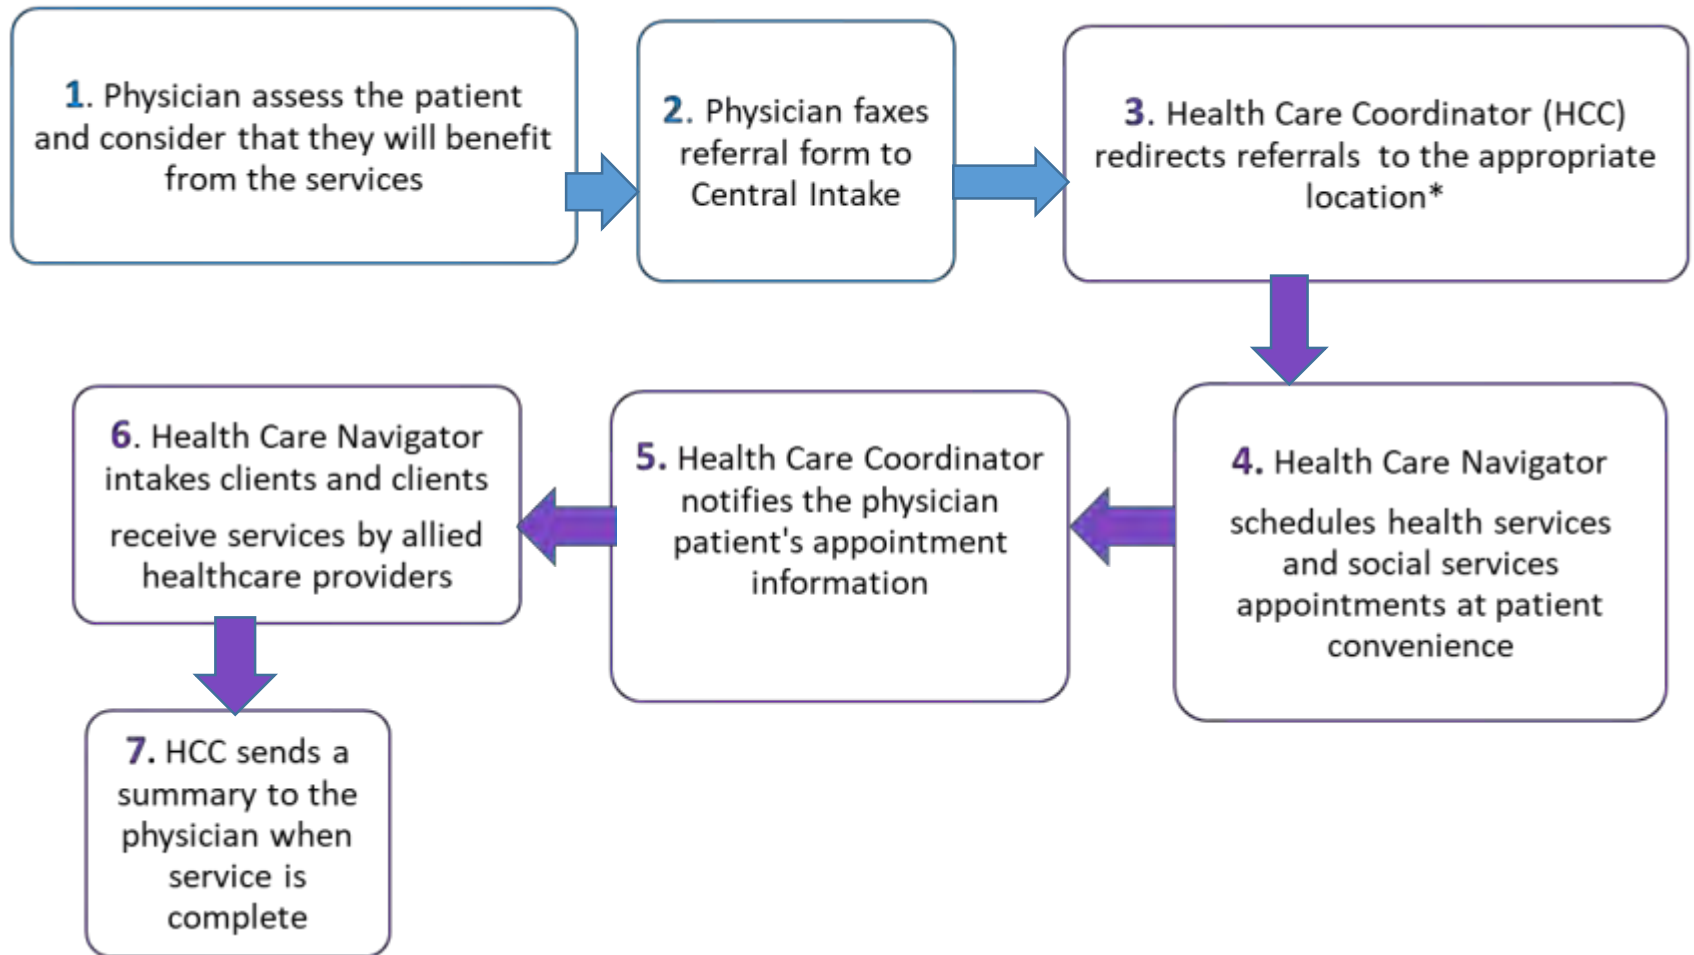 1. Physician assess the patient
and consider that they will benefit
from the services
2. Physician faxes
referral form to
Central Intake
3. Health Care Coordinator (HCC)
redirects referrals to the appropriate
location*
4. Health Care Navigator
schedules health services
and social services
appointments at patient
convenience
5. Health Care Coordinator
notifies the physician
patient's appointment
information
6. Health Care Navigator
intakes clients and clients
receive services by allied
healthcare providers
7. HCC sends a
summary to the
physician when
service is
complete